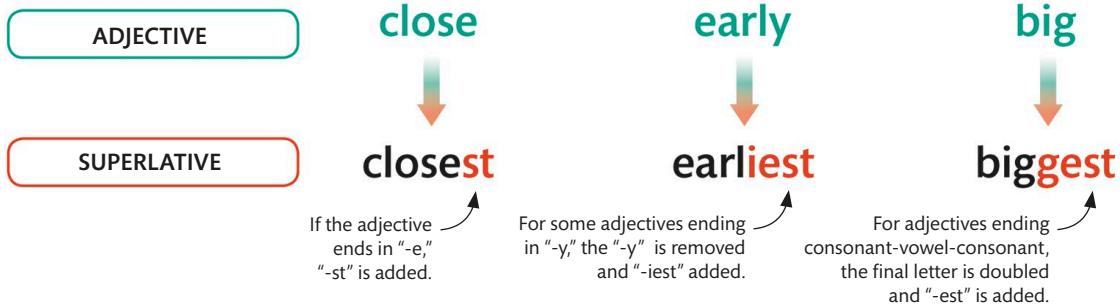 ADJECTIVE close early big
SUPERLATIVE closest earliest biggest
If the adjective
ends in "-e,"
"-st" is added.
For some adjectives ending
in "-y," the "-y" is removed
and "-iest" added.
For adjectives ending
consonant-vowel-consonant,
the final letter is doubled
and "-est" is added.